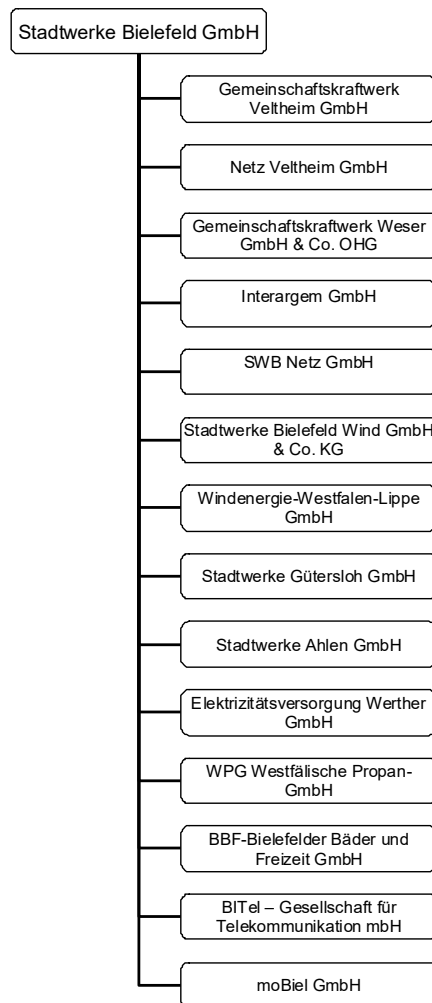 Stadtwerke Bielefeld GmbH
Gemeinschaftskraftwerk
Veltheim GmbH
Netz Veltheim GmbH
Gemeinschaftskraftwerk Weser
GmbH & Co. OHG
Interargem GmbH
SWB Netz GmbH
Stadtwerke Bielefeld Wind GmbH
& Co. KG
Windenergie-Westfalen-Lippe
GmbH
Stadtwerke Gütersloh GmbH
Stadtwerke Ahlen GmbH
Elektrizitätsversorgung Werther
GmbH
WPG Westfälische Propan-
GmbH
BBF-Bielefelder Bäder und
Freizeit GmbH
BITel – Gesellschaft für
Telekommunikation mbH
moBiel GmbH